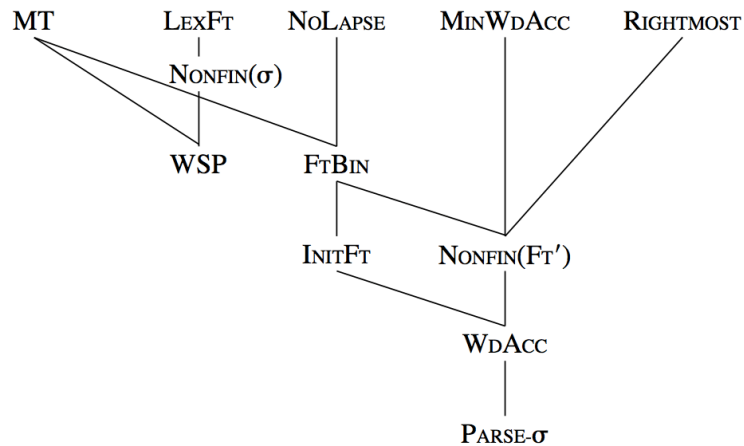 MT LEXFT NOLAPSE MINWDACC RIGHTMOST
NONFIN(σ)
WSP FTBIN
INITFT NONFIN(FT′)
WDACC
PARSE-σ